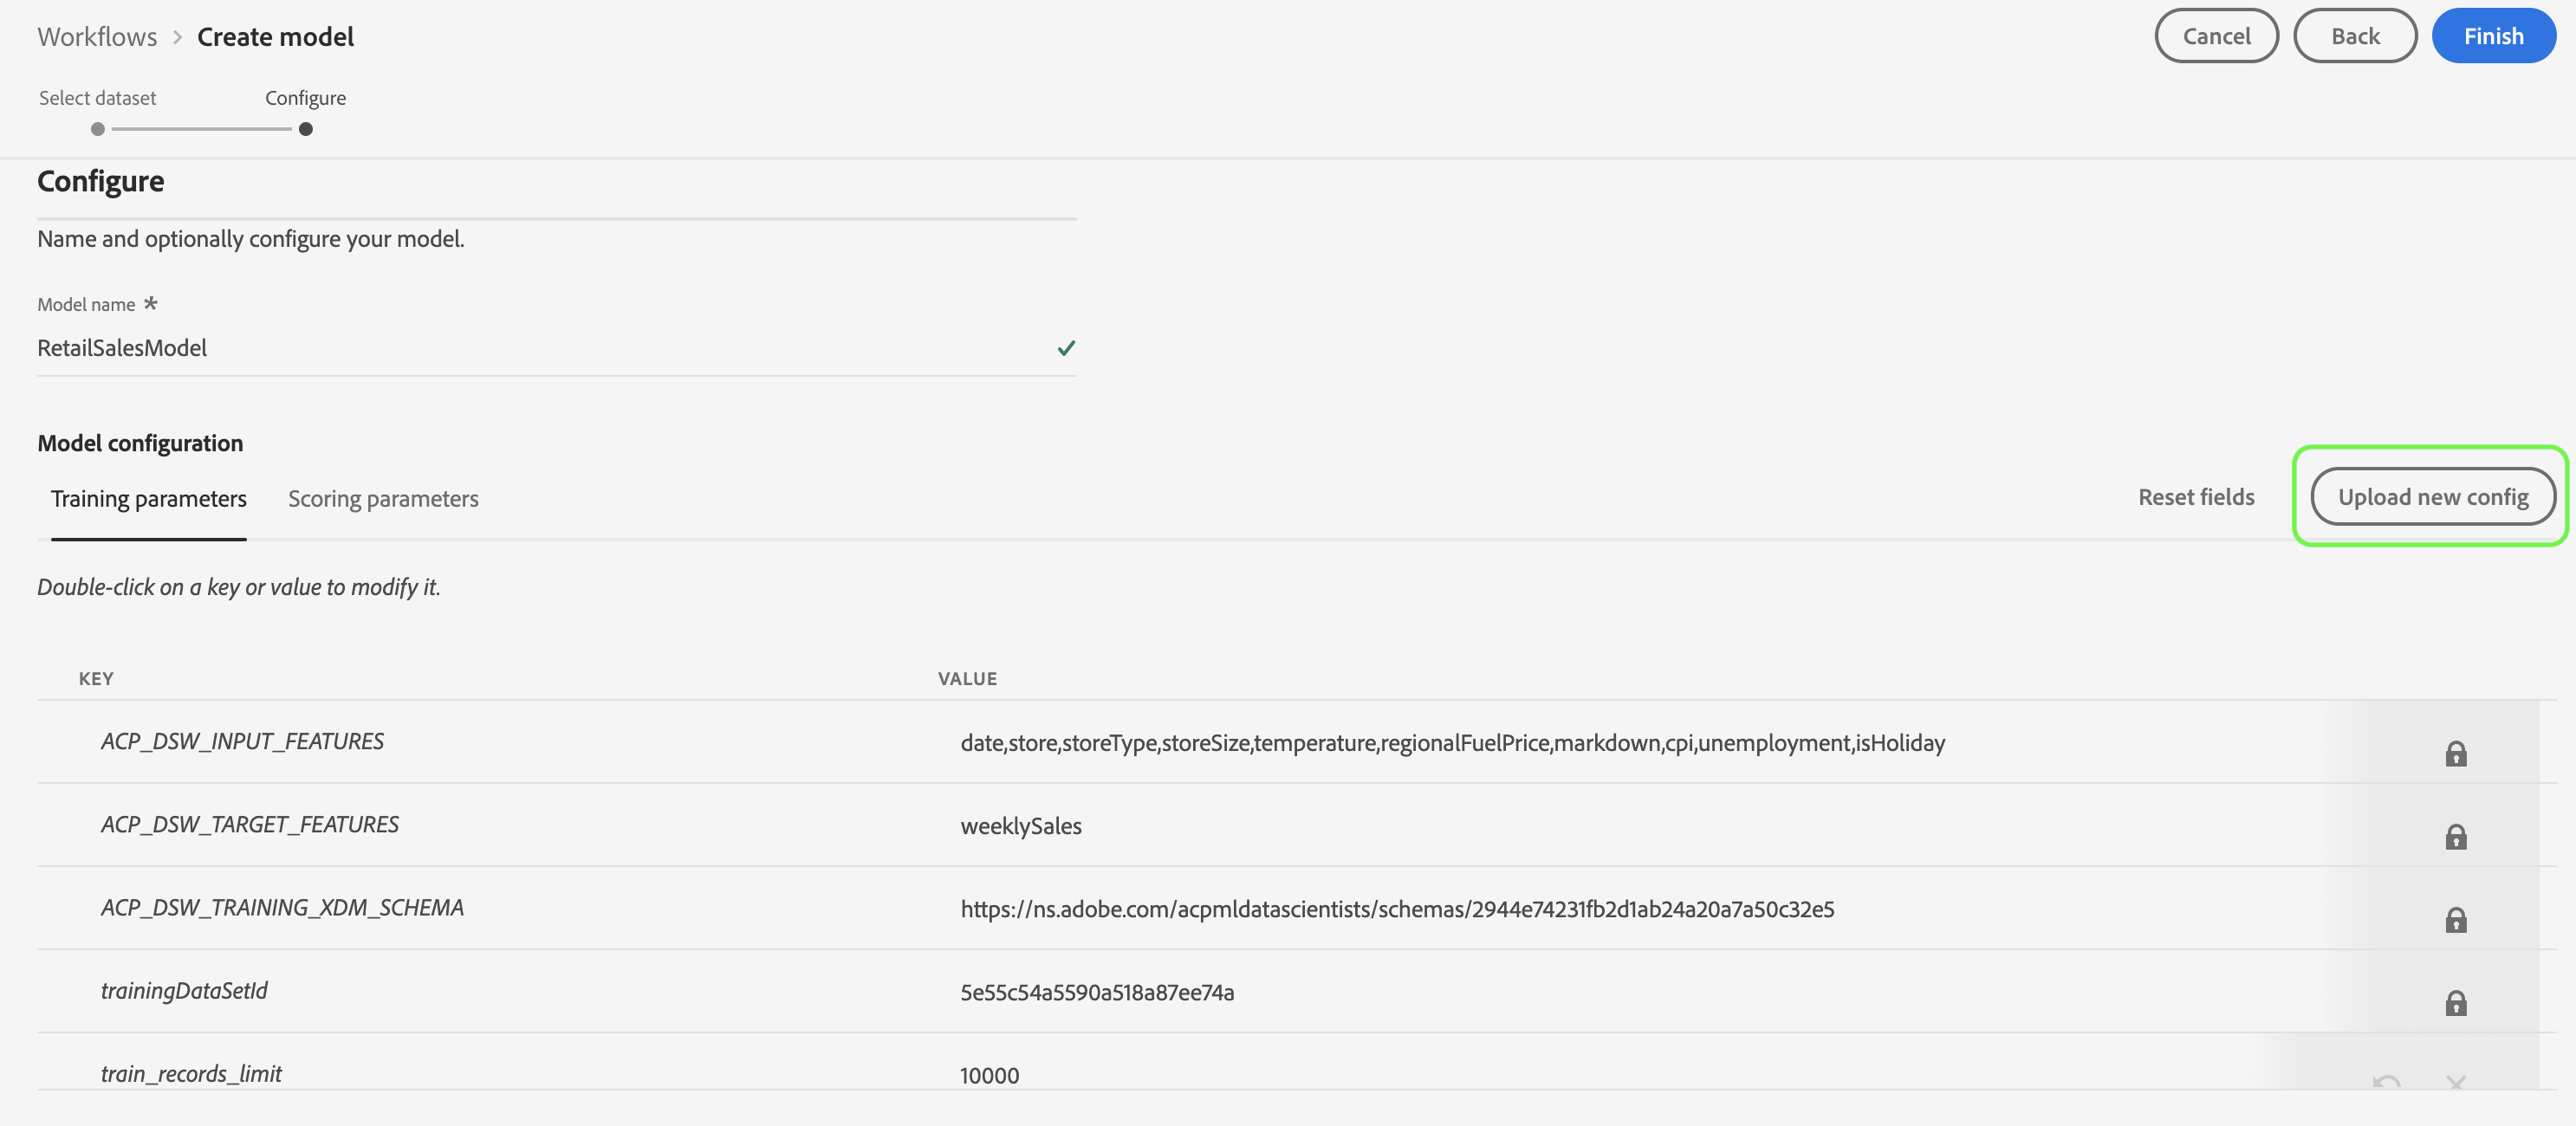 Workflows > Create model
Cancel
Back
Finish
Select dataset
Configure
Configure
Name and optionally configure your model.
Model name *
RetailSalesModel
Model configuration
Training parameters
Scoring parameters
Reset fields
Upload new config
Double-click on a key or value to modify it.
KEY VALUE
ACP_DSW_INPUT_FEATURES date,store,storeType,storeSize,temperature,regionalFuelPrice,markdown,cpi,unemployment,isHoliday
ACP_DSW_TARGET_FEATURES weeklySales
ACP_DSW_TRAINING_XDM_SCHEMA https://ns.adobe.com/acpmldatascientists/schemas/2944e74231fb2d1ab24a20a7a50c32e5
trainingDataSetId 5e55c54a5590a518a87ee74a
train_records_limit 10000